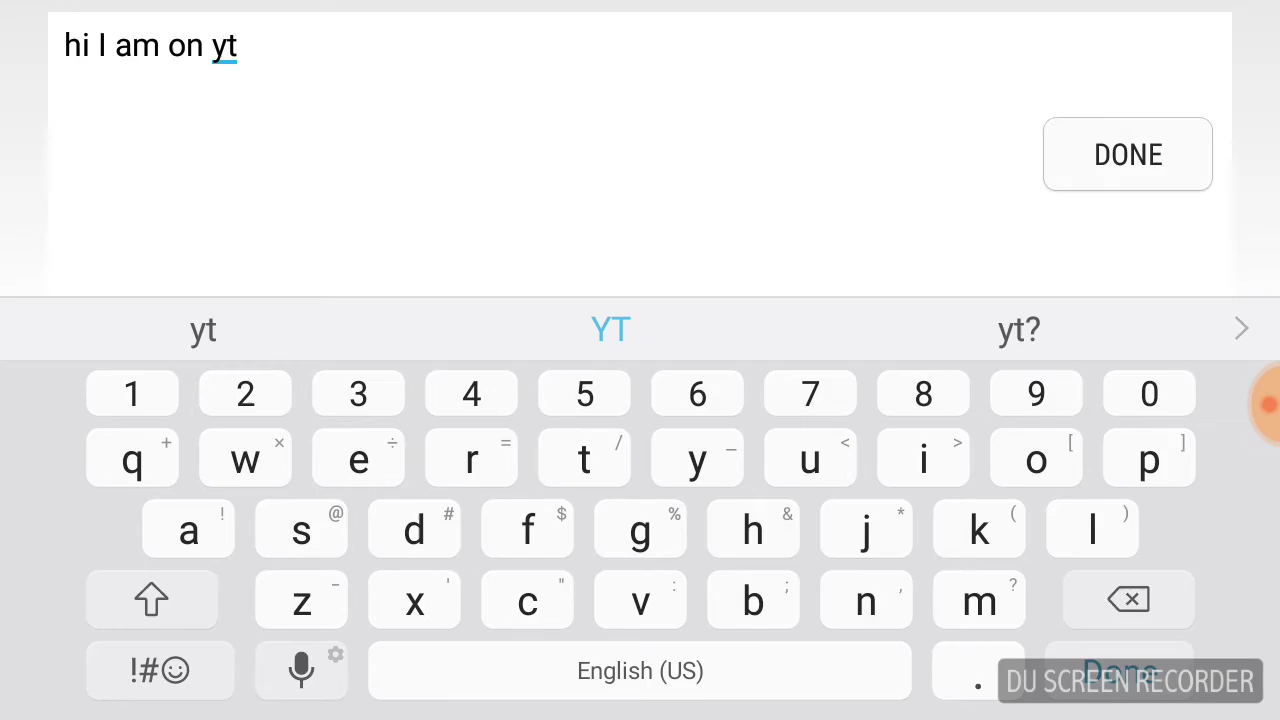 hi I am on yt
DONE
yt YT yt?
1 2 3 4 5 6 7 8 9 0
q + w × e ÷ r = t / y _ u < i > o [ p ]
a ! s @ d # f $ g % h & j * k ( l )
z - x ' c " v : b ; n , m ?
!#☺ English (US) . Done
DU SCREEN RECORDER